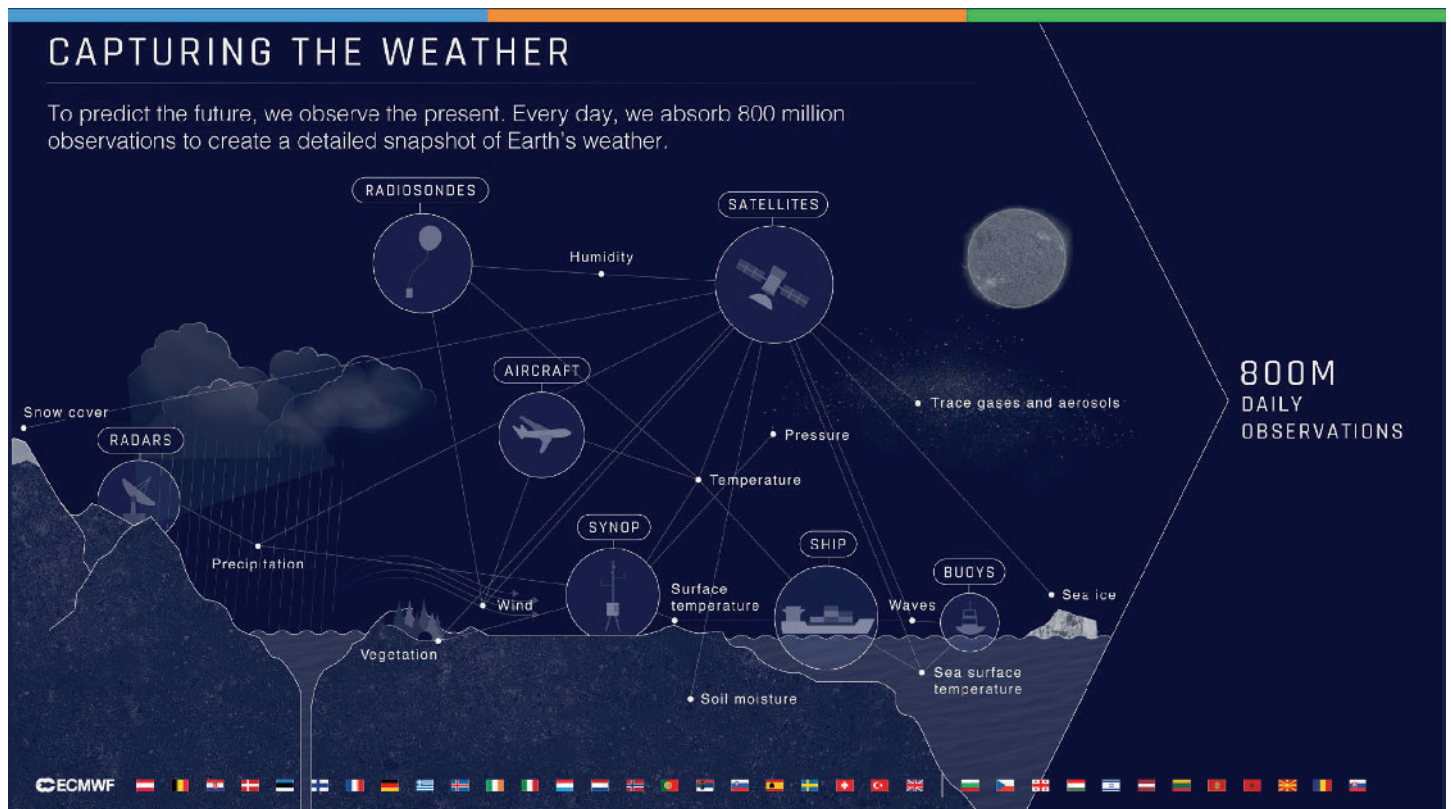 CAPTURING THE WEATHER
To predict the future, we observe the present. Every day, we absorb 800 million
observations to create a detailed snapshot of Earth's weather.
RADIOSONDES
SATELLITES
Humidity
AIRCRAFT
800M
DAILY
OBSERVATIONS
Snow cover
Trace gases and aerosols
RADARS
Pressure
Temperature
SYNOP
SHIP
Precipitation
BUOYS
Surface
temperature
Wind
Waves
Sea ice
Vegetation
Sea surface
temperature
Soil moisture
ECMWF